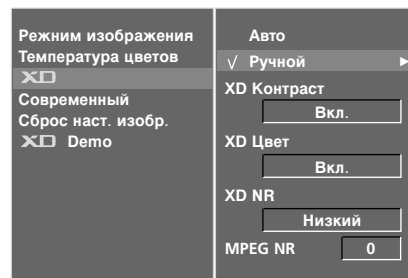 Режим изображения
Температура цветов
XD
Современный
Сброс наст. изобр.
XD Demo
Авто
√ Ручной
XD Контраст
Вкл.
XD Цвет
Вкл.
XD NR
Низкий
MPEG NR 0